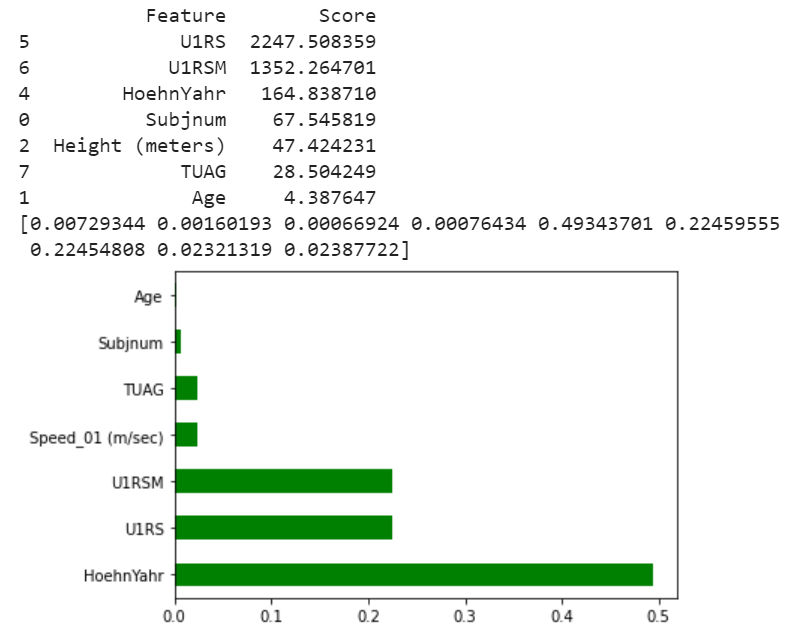 Feature Score
5 U1RS 2247.508359
6 U1RSM 1352.264701
4 HoehnYahr 164.838710
0 Subjnum 67.545819
2 Height (meters) 47.424231
7 TUAG 28.504249
1 Age 4.387647
[0.00729344 0.00160193 0.00066924 0.00076434 0.49343701 0.22459555
0.22454808 0.02321319 0.02387722]
Age
Subjnum
TUAG
Speed_01 (m/sec)
U1RSM
U1RS
HoehnYahr
0.0 0.1 0.2 0.3 0.4 0.5